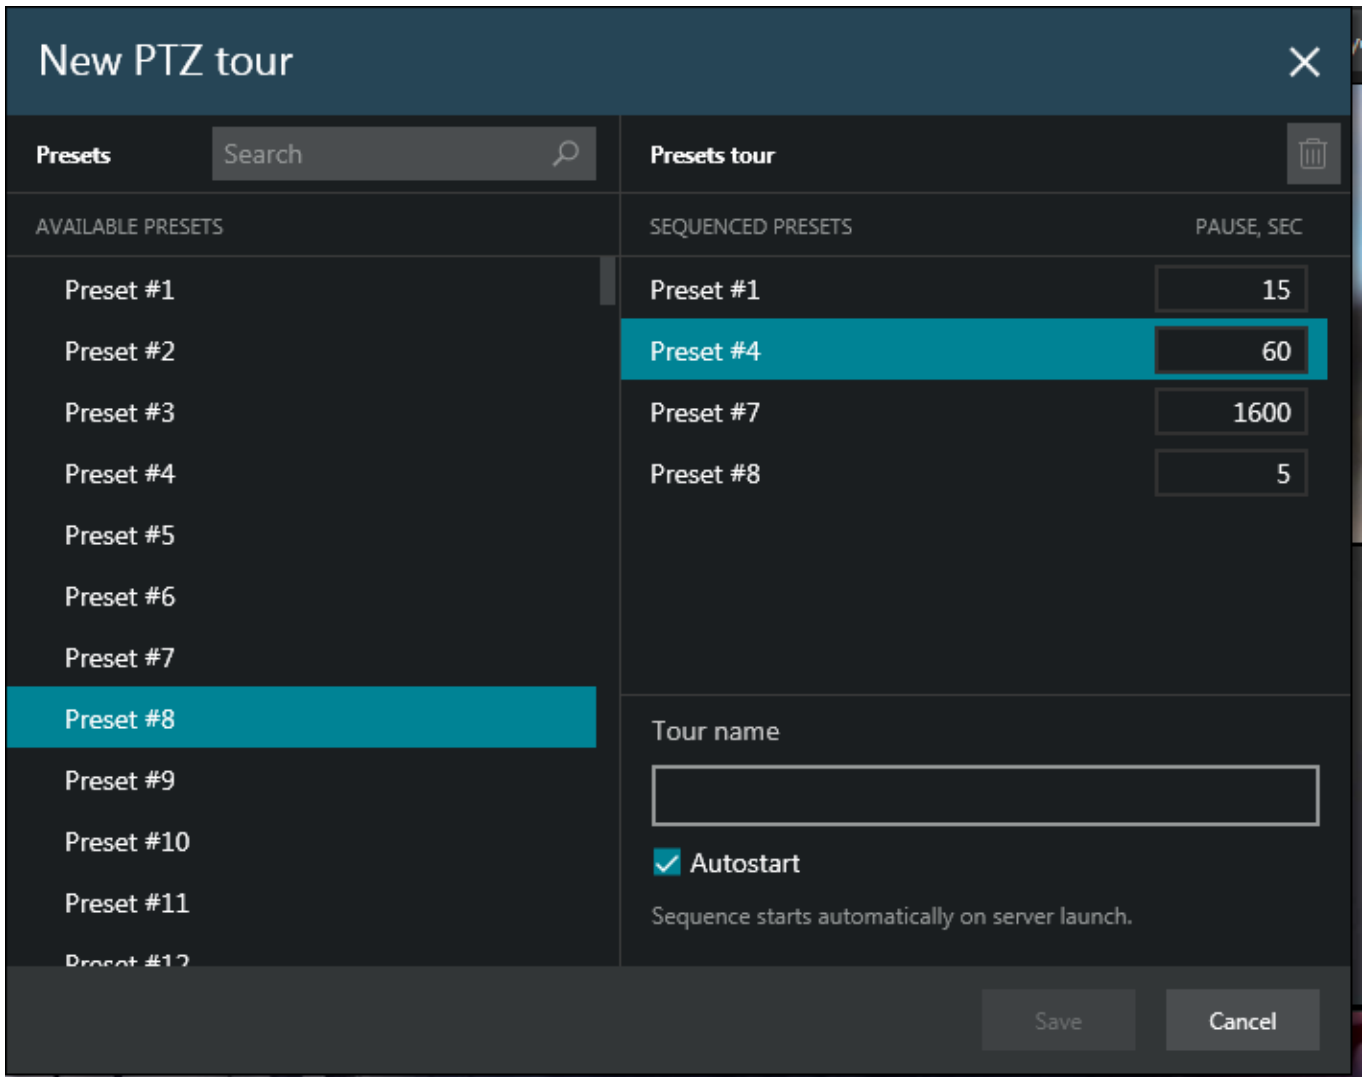 New PTZ tour
Presets
Search
Presets tour
AVAILABLE PRESETS
SEQUENCED PRESETS PAUSE, SEC
Preset #1
Preset #2
Preset #3
Preset #4
Preset #5
Preset #6
Preset #7
Preset #8
Preset #9
Preset #10
Preset #11
Preset #12
Preset #1 15
Preset #4 60
Preset #7 1600
Preset #8 5
Tour name
Autostart
Sequence starts automatically on server launch.
Save Cancel